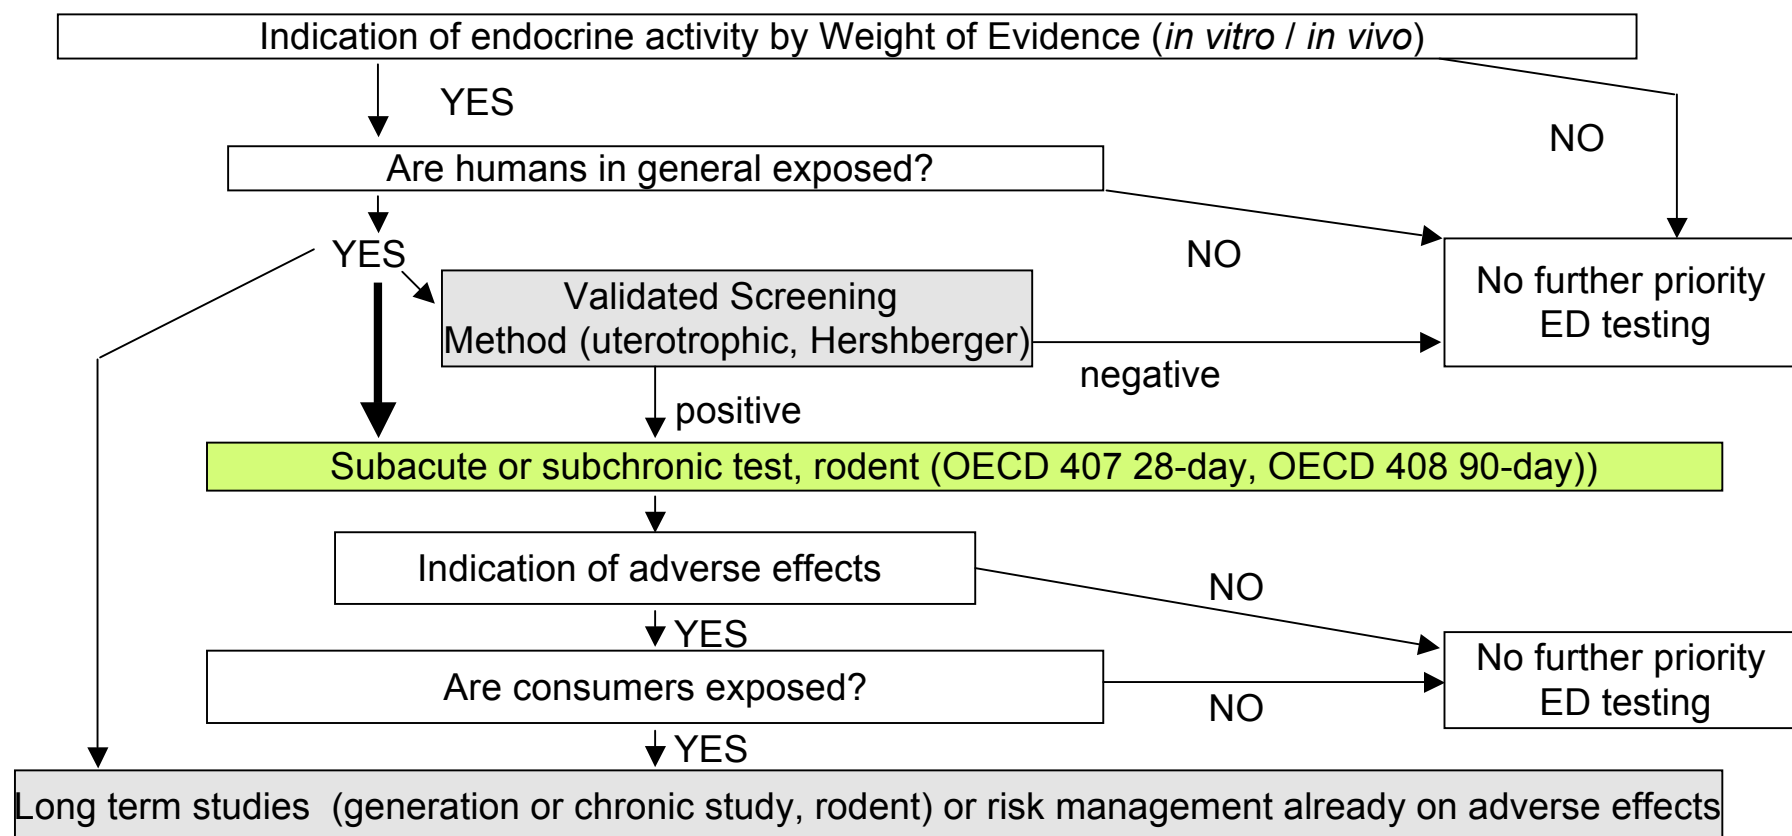 Indication of endocrine activity by Weight of Evidence (in vitro / in vivo)
YES
NO
Are humans in general exposed?
YES
NO
Validated Screening
Method (uterotrophic, Hershberger)
No further priority
ED testing
negative
positive
Subacute or subchronic test, rodent (OECD 407 28-day, OECD 408 90-day))
Indication of adverse effects
NO
YES
Are consumers exposed?
No further priority
ED testing
NO
YES
Long term studies (generation or chronic study, rodent) or risk management already on adverse effects